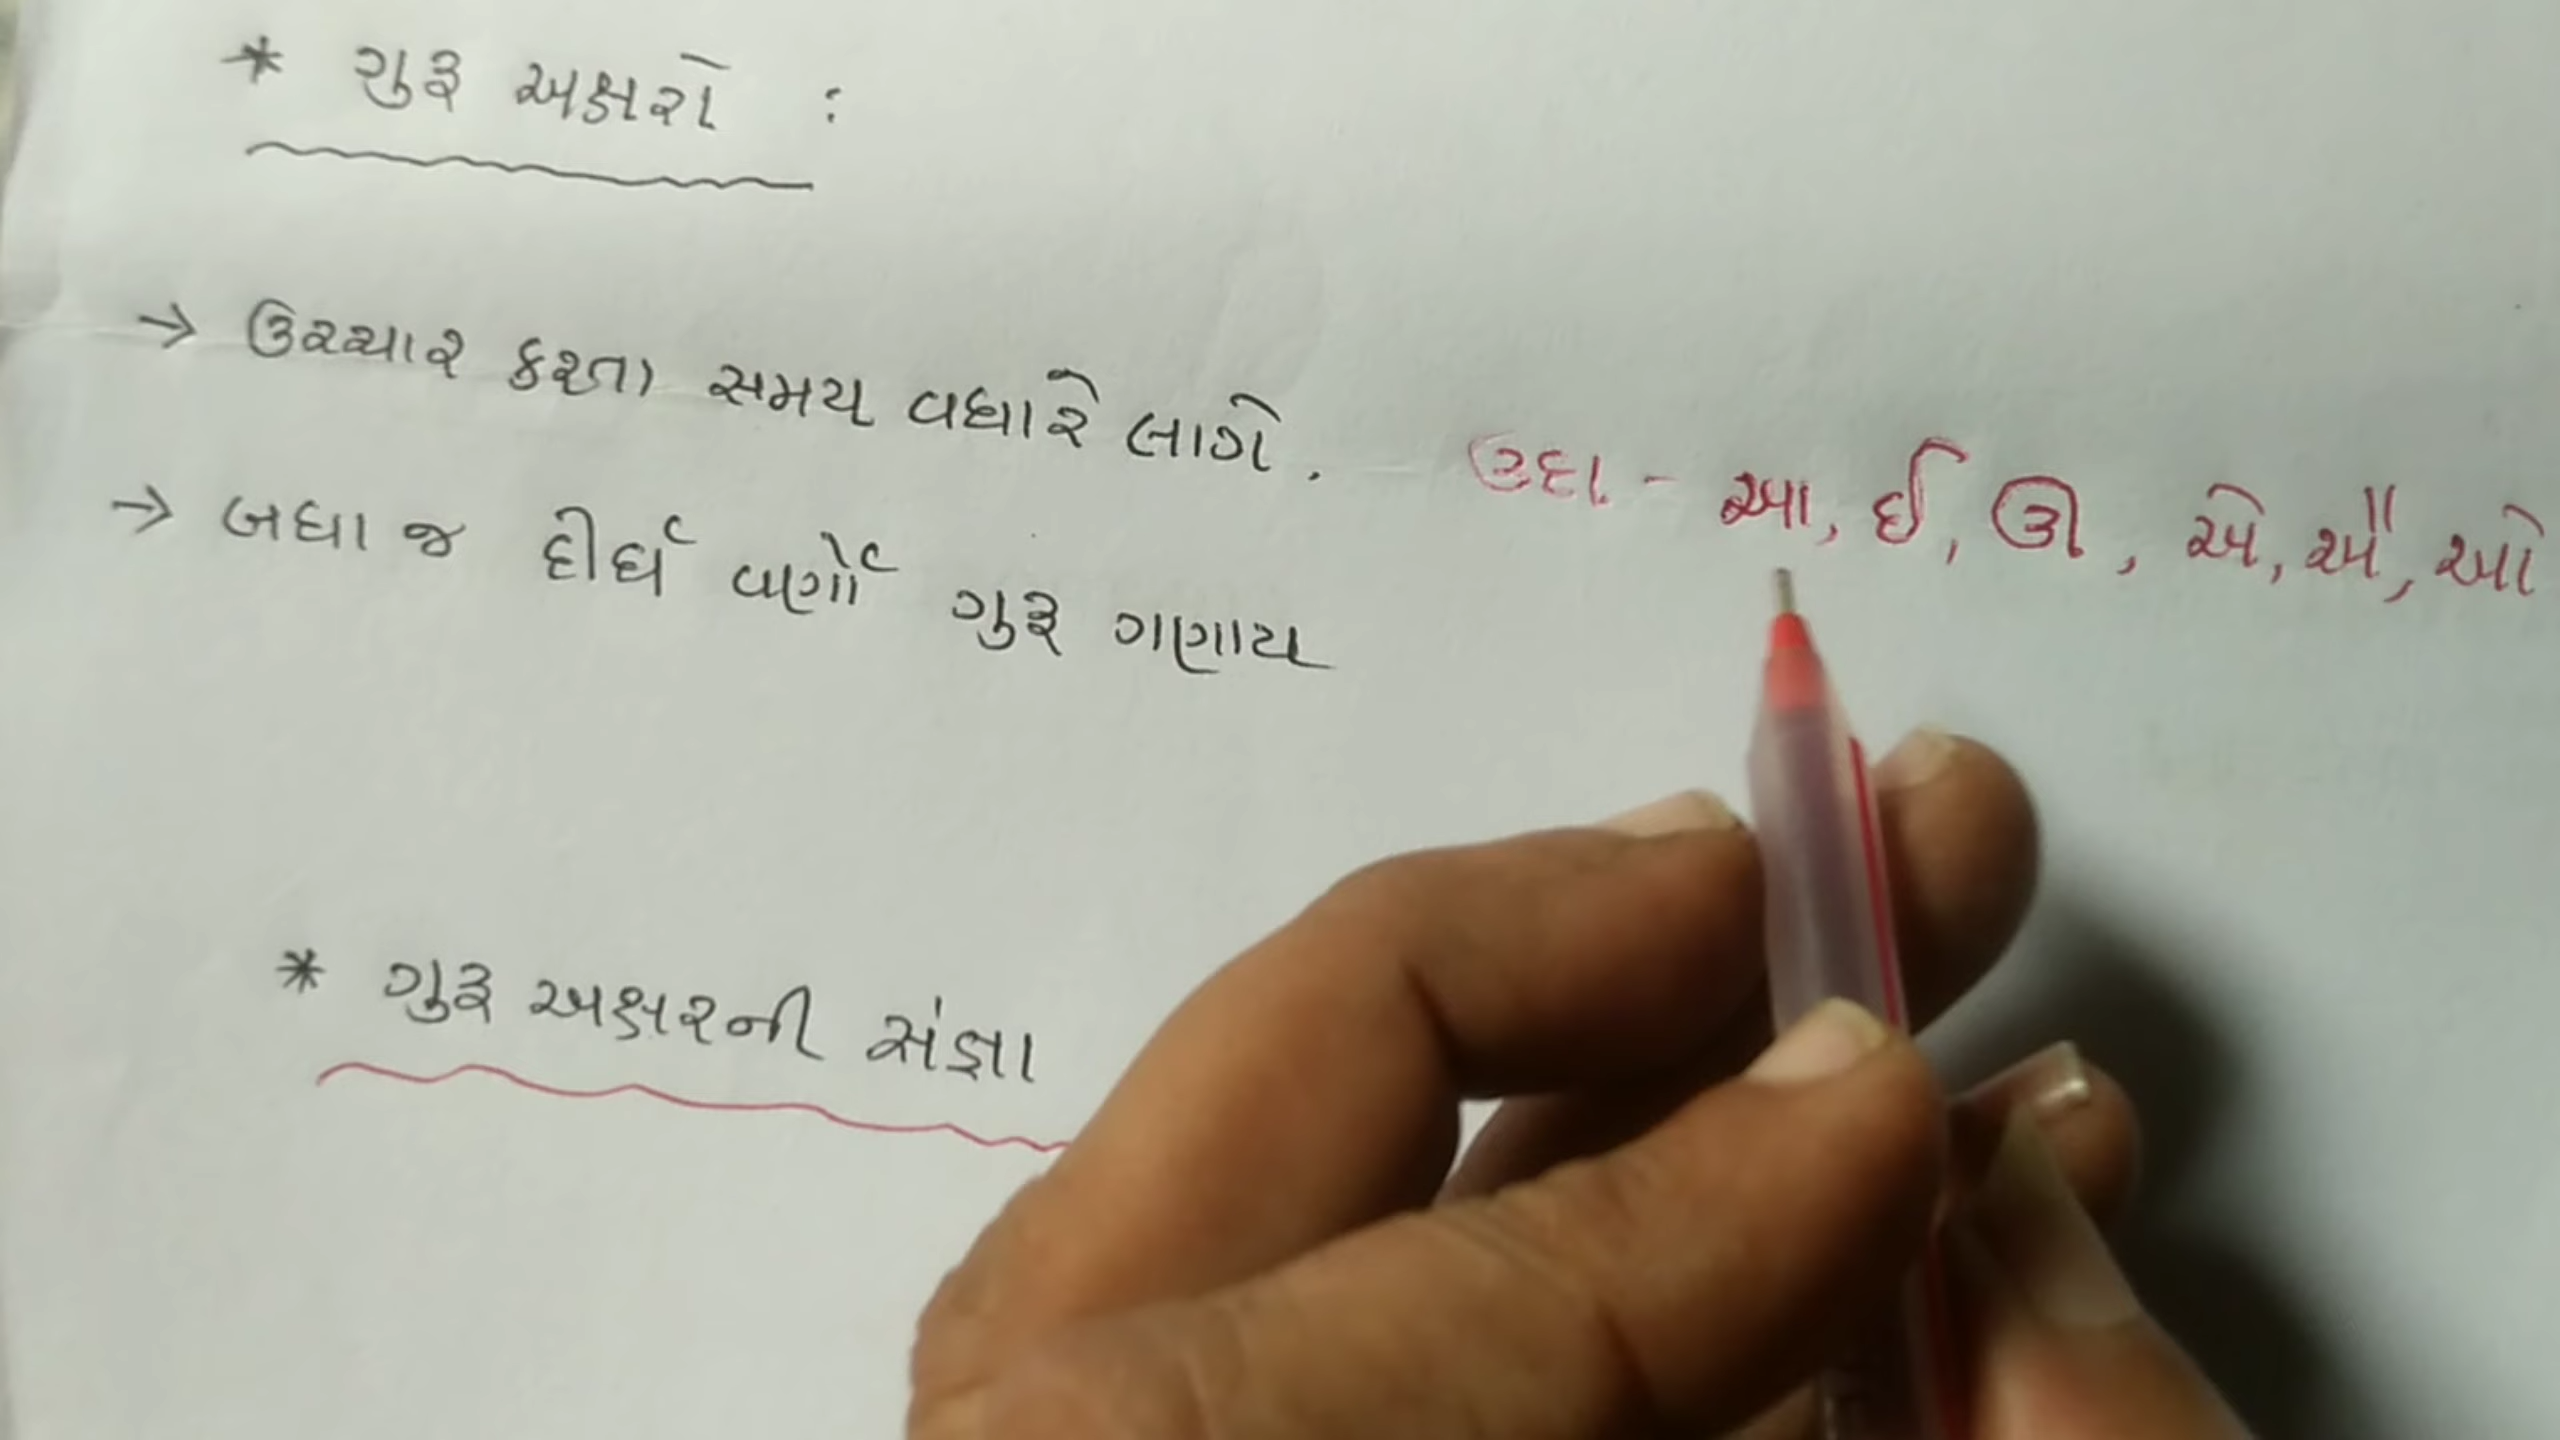 * ગુરૂ અક્ષરો :
→ ઉચ્ચાર કરતા સમય વધારે લાગે.
ઉદા - આ, ઈ, ઊ, એ, ઐ, ઓ
→ બધા જ દીર્ઘ વર્ણો ગુરૂ ગણાય
* ગુરૂ અક્ષરની સંજ્ઞા